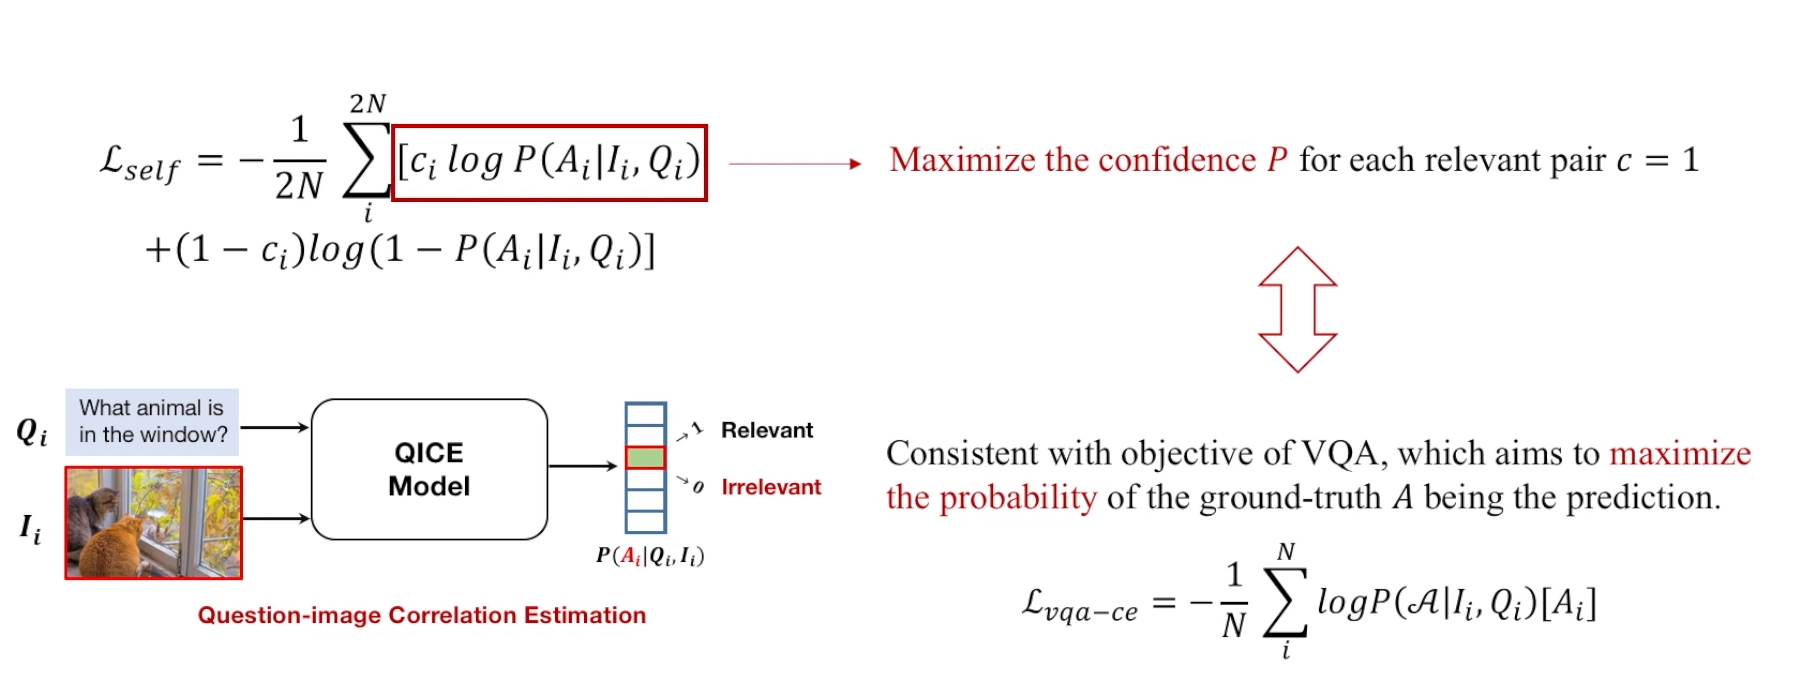 2N
ℒ_self = − 1/2N ∑_i [c_i log P(A_i|I_i, Q_i)
+(1 − c_i)log(1 − P(A_i|I_i, Q_i)]
Maximize the confidence P for each relevant pair c = 1
Q_i
What animal is
in the window?
I_i
QICE
Model
1 Relevant
0 Irrelevant
P(A_i|Q_i, I_i)
Question-image Correlation Estimation
Consistent with objective of VQA, which aims to maximize
the probability of the ground-truth A being the prediction.
N
ℒ_vqa−ce = − 1/N ∑_i logP(𝒜|I_i, Q_i)[A_i]